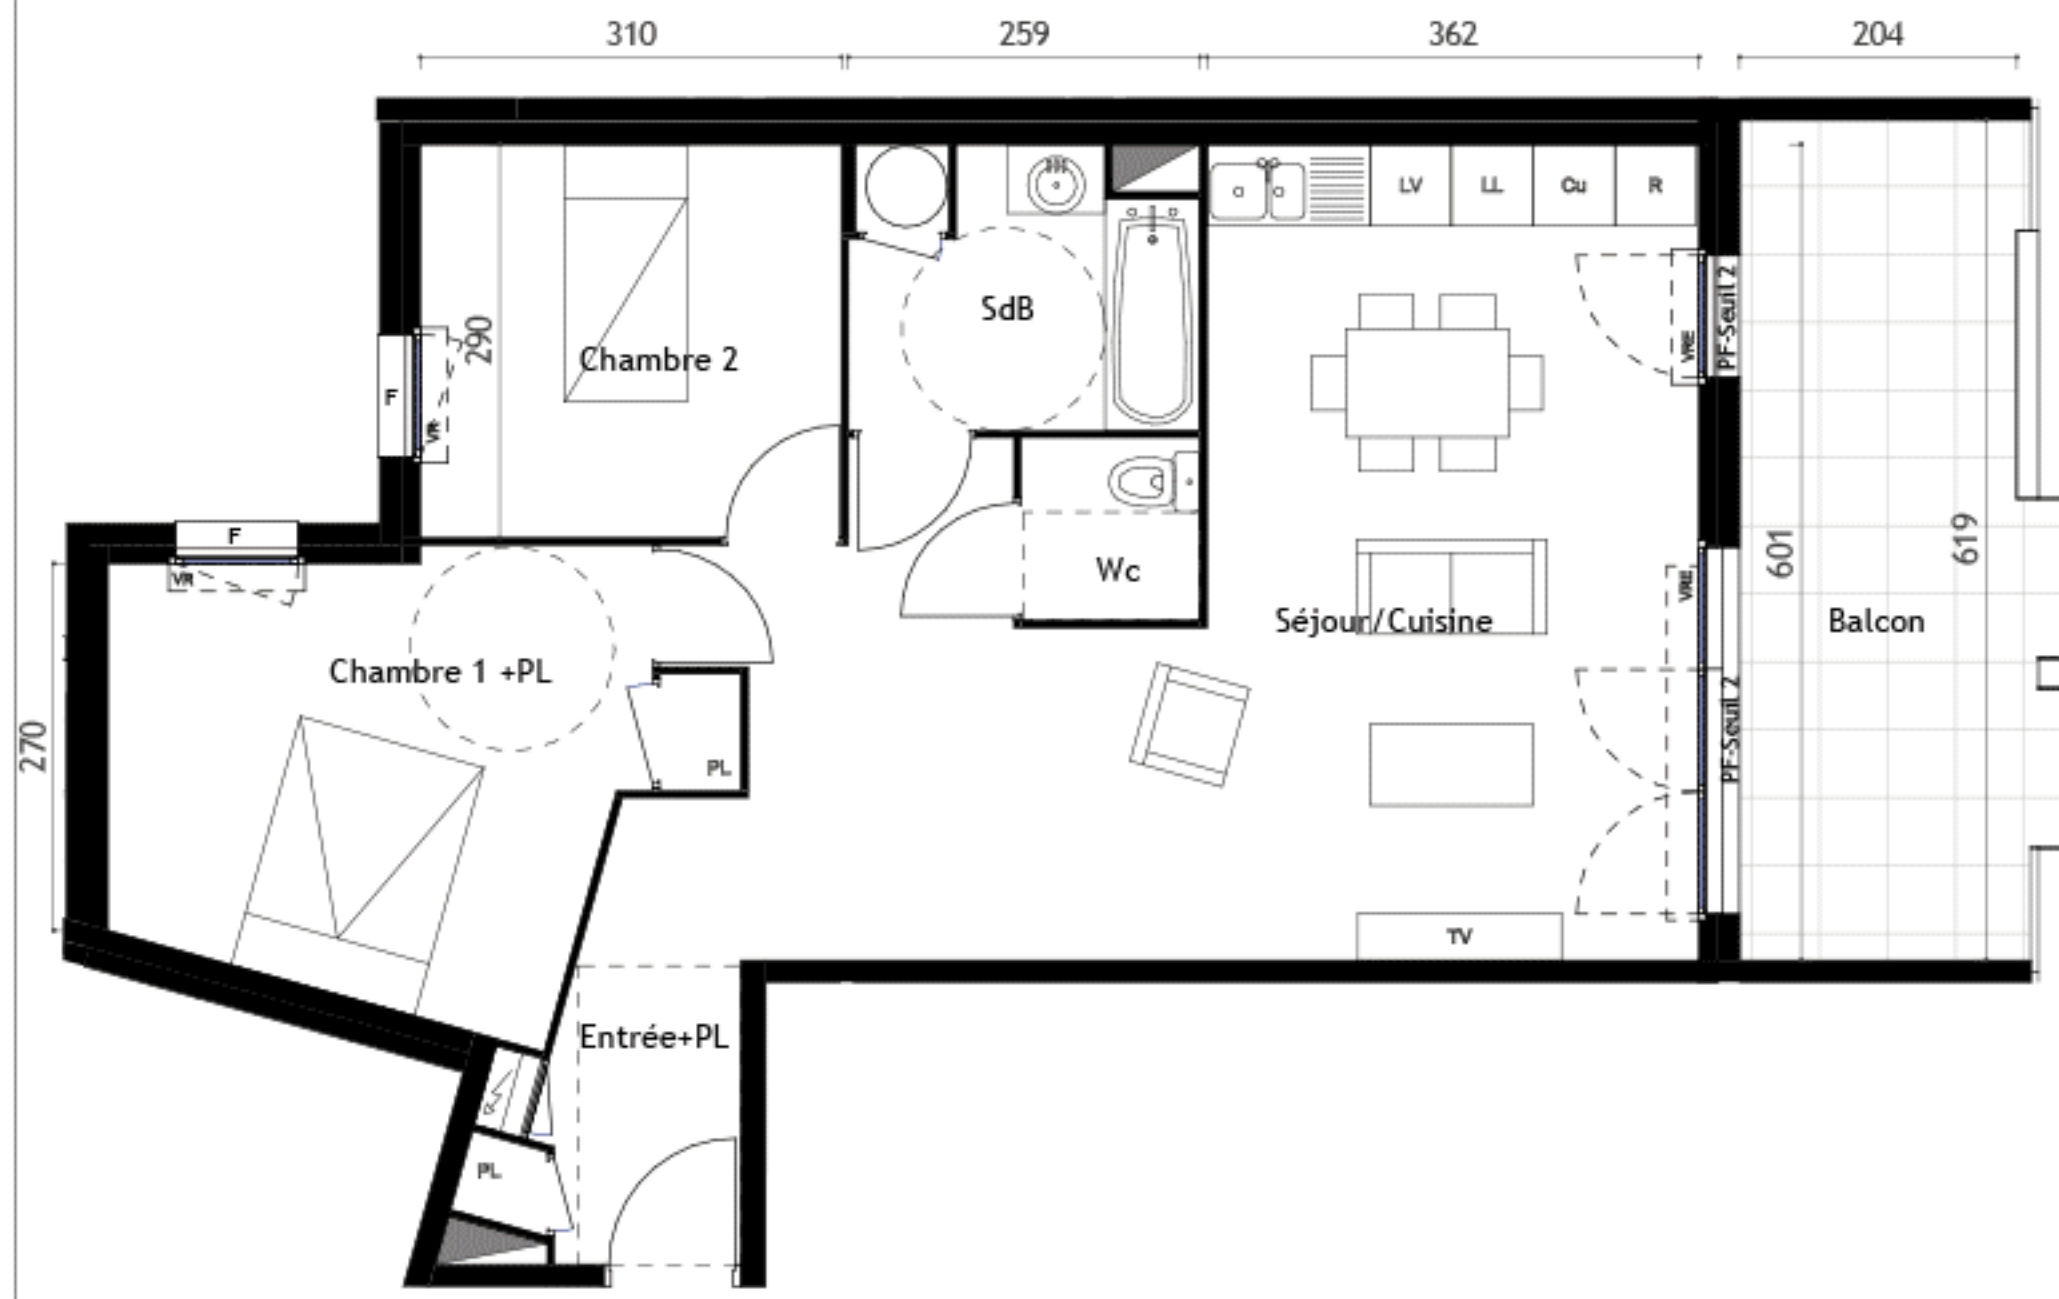 310
259
362
204
LV
LL
Cu
R
SdB
PF-Seuil 2
VRE
290
Chambre 2
F
VR
F
VR
Wc
601
619
VRE
Séjour/Cuisine
Balcon
Chambre 1 +PL
PF-Seuil 2
270
PL
TV
Entrée+PL
PL